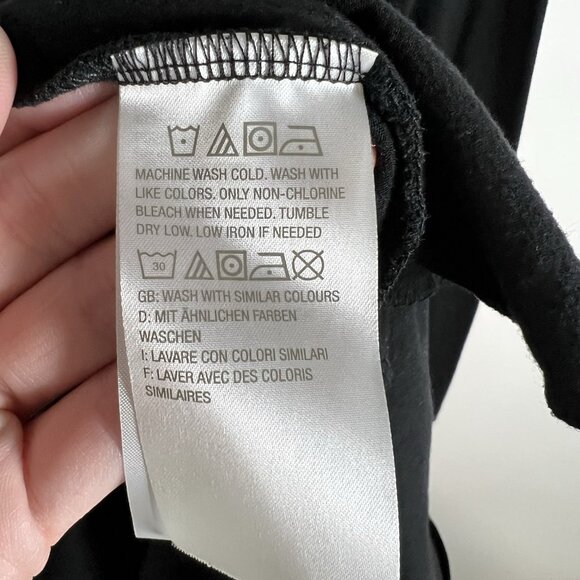 MACHINE WASH COLD. WASH WITH
LIKE COLORS. ONLY NON-CHLORINE
BLEACH WHEN NEEDED. TUMBLE
DRY LOW. LOW IRON IF NEEDED
30
GB: WASH WITH SIMILAR COLOURS
D: MIT ÄHNLICHEN FARBEN
WASCHEN
I: LAVARE CON COLORI SIMILARI
F: LAVER AVEC DES COLORIS
SIMILAIRES